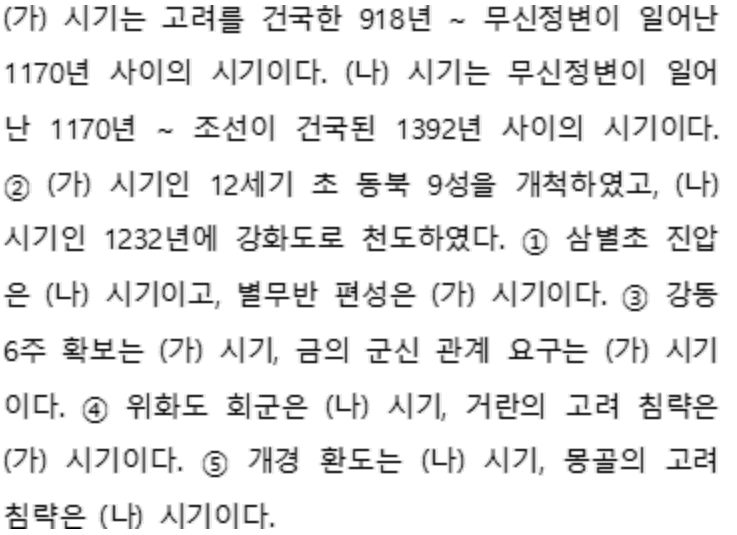 (가) 시기는 고려를 건국한 918년 ~ 무신정변이 일어난
1170년 사이의 시기이다. (나) 시기는 무신정변이 일어
난 1170년 ~ 조선이 건국된 1392년 사이의 시기이다.
② (가) 시기인 12세기 초 동북 9성을 개척하였고, (나)
시기인 1232년에 강화도로 천도하였다. ① 삼별초 진압
은 (나) 시기이고, 별무반 편성은 (가) 시기이다. ③ 강동
6주 확보는 (가) 시기, 금의 군신 관계 요구는 (가) 시기
이다. ④ 위화도 회군은 (나) 시기, 거란의 고려 침략은
(가) 시기이다. ⑤ 개경 환도는 (나) 시기, 몽골의 고려
침략은 (나) 시기이다.